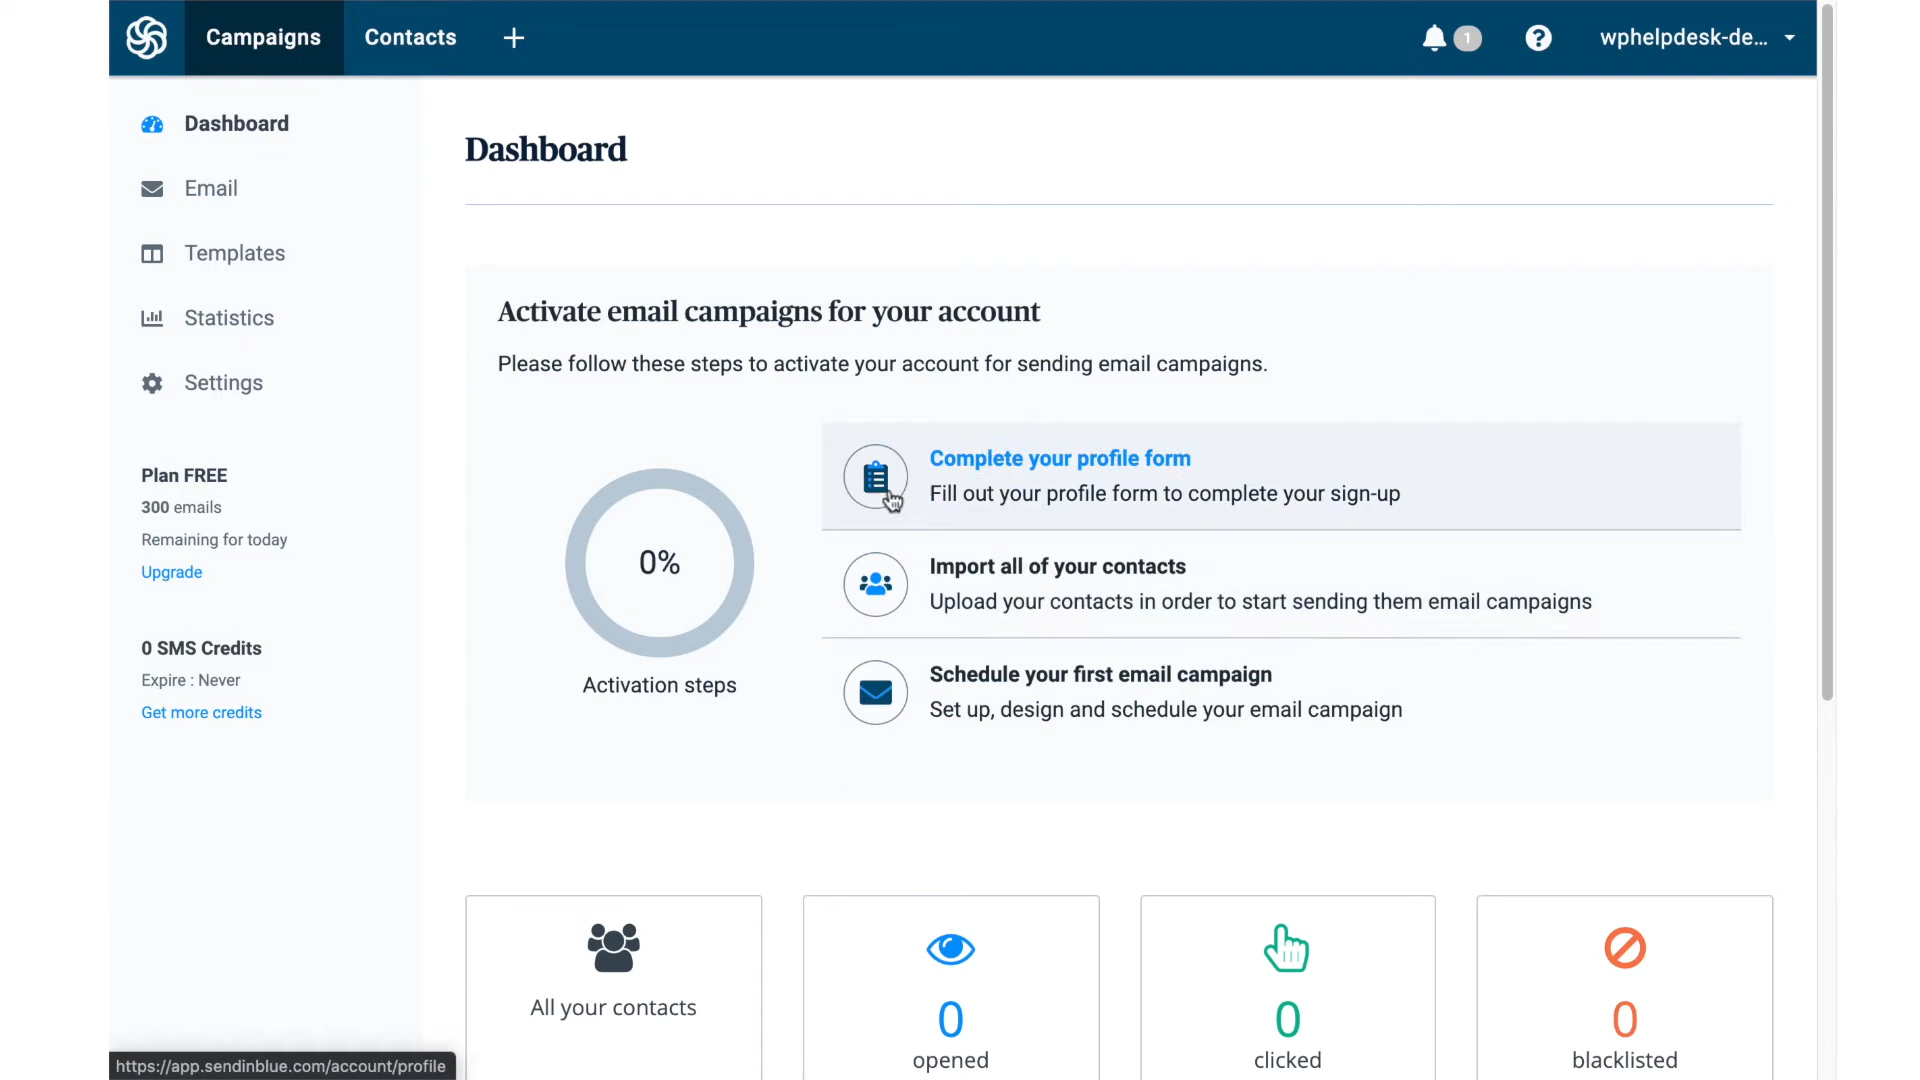 Campaigns
Contacts
+
1
?
wphelpdesk-de...
Dashboard
Email
Templates
Statistics
Settings
Plan FREE
300 emails
Remaining for today
Upgrade
0 SMS Credits
Expire : Never
Get more credits
Dashboard
Activate email campaigns for your account
Please follow these steps to activate your account for sending email campaigns.
0%
Activation steps
Complete your profile form
Fill out your profile form to complete your sign-up
Import all of your contacts
Upload your contacts in order to start sending them email campaigns
Schedule your first email campaign
Set up, design and schedule your email campaign
All your contacts
0
opened
0
clicked
0
blacklisted
https://app.sendinblue.com/account/profile